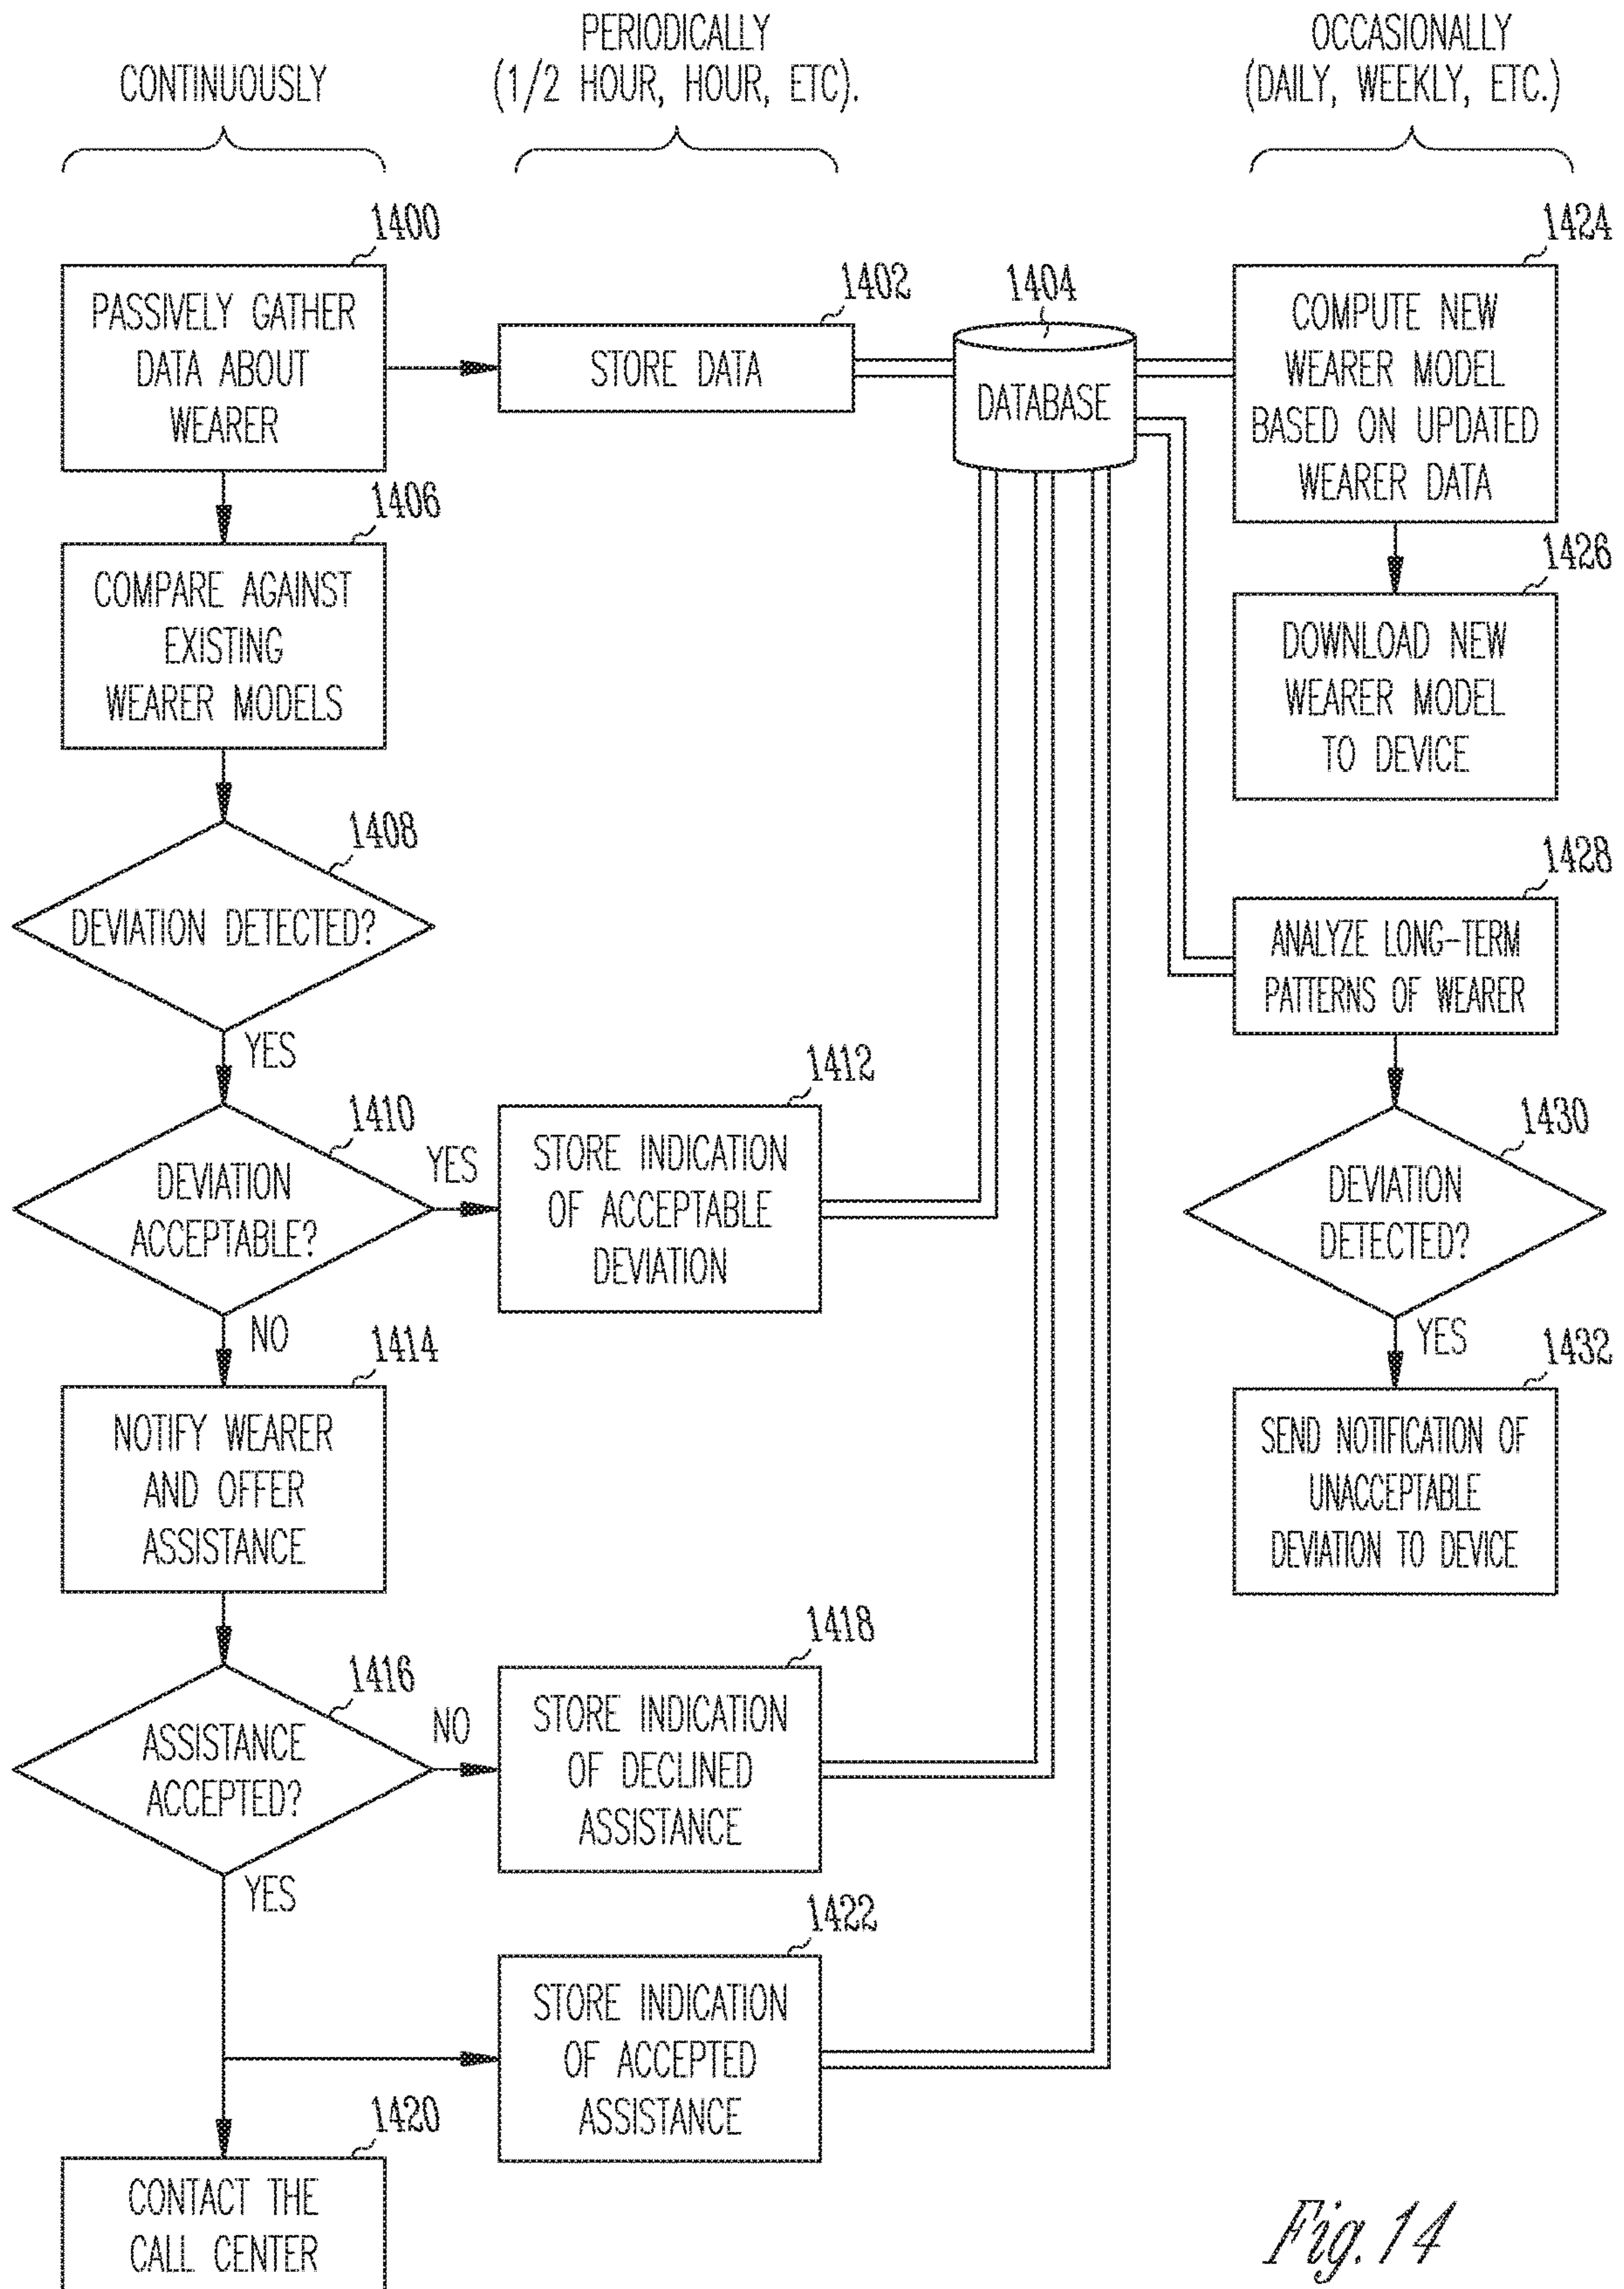 CONTINUOUSLY
PERIODICALLY
(1/2 HOUR, HOUR, ETC).
OCCASIONALLY
(DAILY, WEEKLY, ETC.)
1400
PASSIVELY GATHER
DATA ABOUT
WEARER
1402
STORE DATA
1404
DATABASE
1424
COMPUTE NEW
WEARER MODEL
BASED ON UPDATED
WEARER DATA
1406
COMPARE AGAINST
EXISTING
WEARER MODELS
1426
DOWNLOAD NEW
WEARER MODEL
TO DEVICE
1408
DEVIATION DETECTED?
YES
1428
ANALYZE LONG-TERM
PATTERNS OF WEARER
1410
DEVIATION
ACCEPTABLE?
YES
NO
1412
STORE INDICATION
OF ACCEPTABLE
DEVIATION
1430
DEVIATION
DETECTED?
YES
1414
NOTIFY WEARER
AND OFFER
ASSISTANCE
1432
SEND NOTIFICATION OF
UNACCEPTABLE
DEVIATION TO DEVICE
1416
ASSISTANCE
ACCEPTED?
NO
YES
1418
STORE INDICATION
OF DECLINED
ASSISTANCE
1422
STORE INDICATION
OF ACCEPTED
ASSISTANCE
1420
CONTACT THE
CALL CENTER
Fig. 14